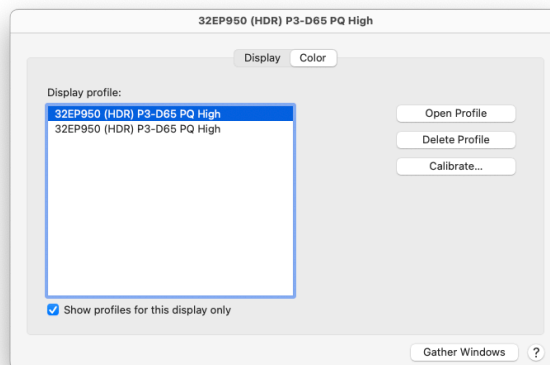 32EP950 (HDR) P3-D65 PQ High
Display Color
Display profile:
32EP950 (HDR) P3-D65 PQ High
32EP950 (HDR) P3-D65 PQ High
Open Profile
Delete Profile
Calibrate...
Show profiles for this display only
Gather Windows ?